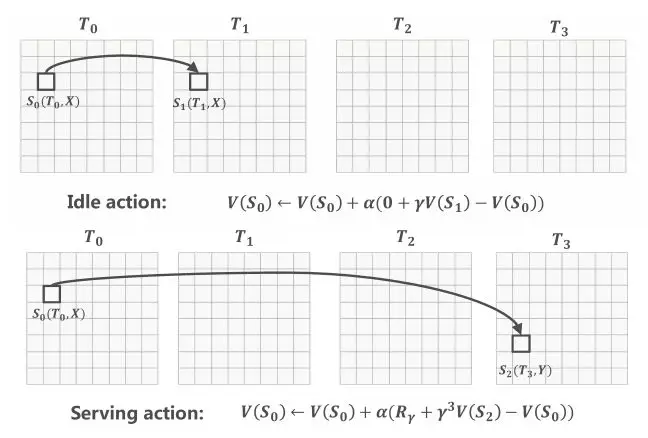 T₀ T₁ T₂ T₃
S₀(T₀,X) S₁(T₁,X)
Idle action: V(S₀) ← V(S₀) + α(0 + γV(S₁) − V(S₀))
T₀ T₁ T₂ T₃
S₀(T₀,X)
S₂(T₃,Y)
Serving action: V(S₀) ← V(S₀) + α(Rᵧ + γ³V(S₂) − V(S₀))